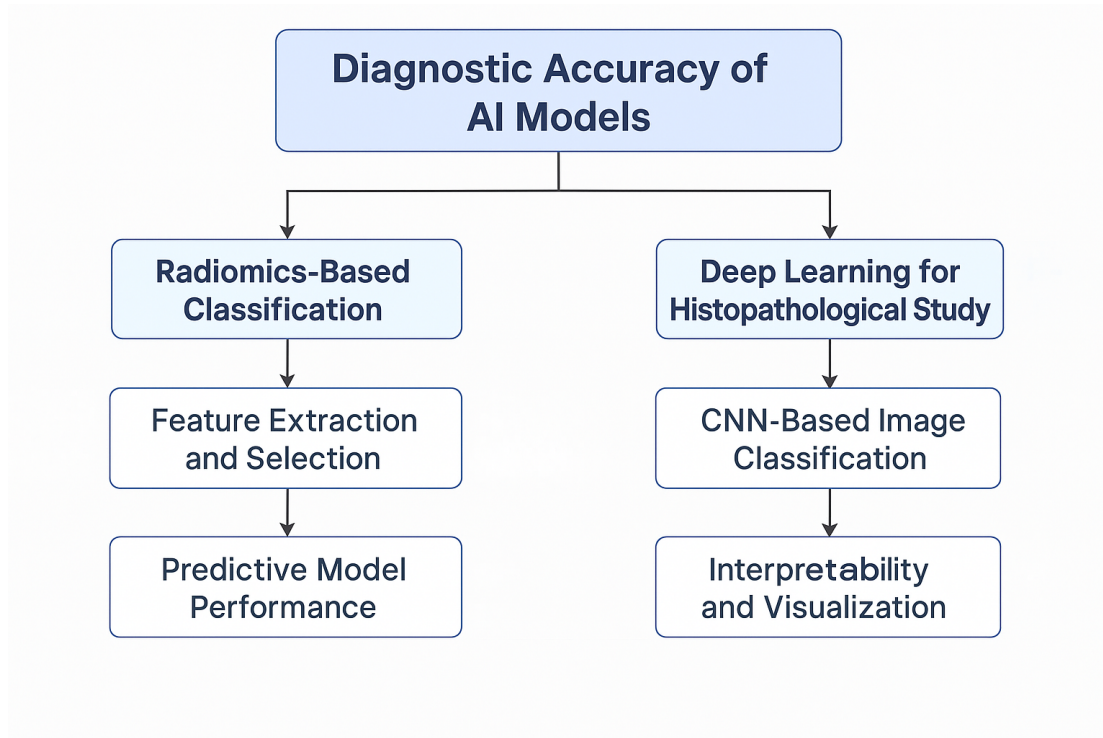 Diagnostic Accuracy of
AI Models
Radiomics-Based
Classification
Deep Learning for
Histopathological Study
Feature Extraction
and Selection
CNN-Based Image
Classification
Predictive Model
Performance
Interpretability
and Visualization